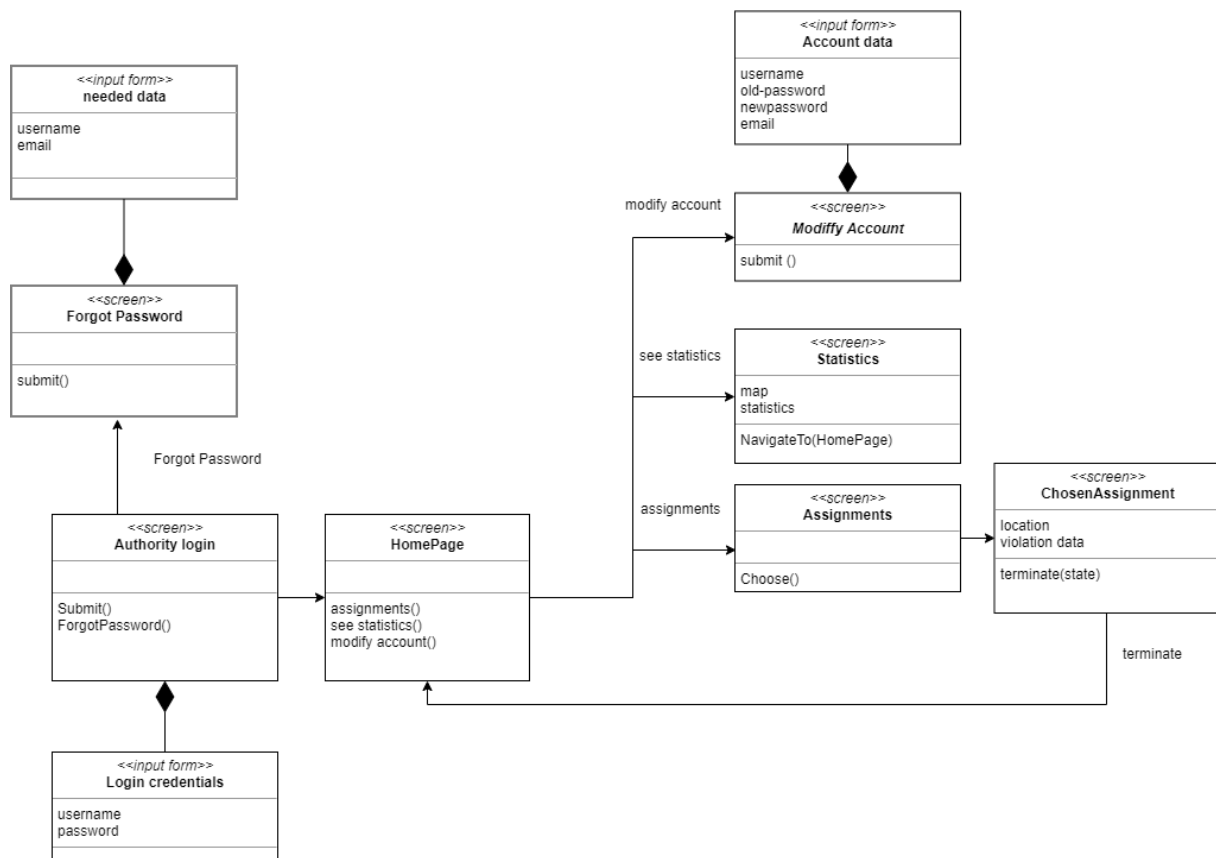 <<input form>>
Account data
username
old-password
newpassword
email
<<input form>>
needed data
username
email
modify account
<<screen>>
Modiffy Account
submit ()
<<screen>>
Forgot Password
submit()
see statistics
<<screen>>
Statistics
map
statistics
NavigateTo(HomePage)
Forgot Password
assignments
<<screen>>
Assignments
Choose()
<<screen>>
ChosenAssignment
location
violation data
terminate(state)
<<screen>>
Authority login
Submit()
ForgotPassword()
<<screen>>
HomePage
assignments()
see statistics()
modify account()
terminate
<<input form>>
Login credentials
username
password